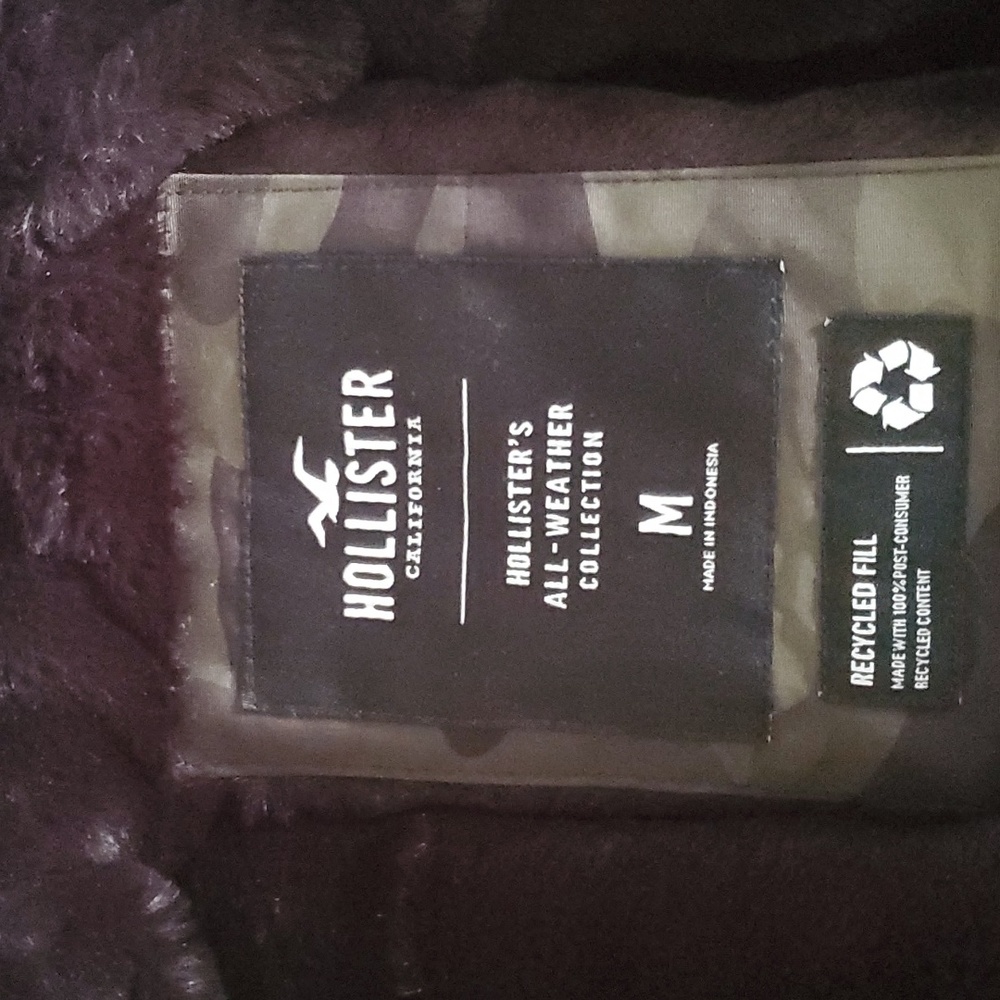 HOLLISTER
CALIFORNIA
HOLLISTER'S
ALL-WEATHER
COLLECTION
M
MADE IN INDONESIA
RECYCLED FILL
MADE WITH 100% POST-CONSUMER
RECYCLED CONTENT